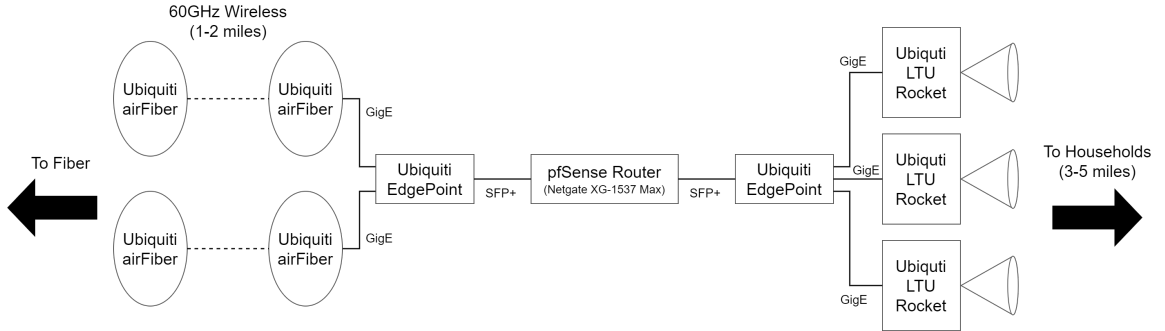 60GHz Wireless
(1-2 miles)
Ubiquiti
airFiber
Ubiquiti
airFiber
GigE
To Fiber
Ubiquiti
airFiber
Ubiquiti
airFiber
GigE
Ubiquiti
EdgePoint
SFP+
pfSense Router
(Netgate XG-1537 Max)
SFP+
Ubiquiti
EdgePoint
GigE
Ubiquti
LTU
Rocket
GigE
Ubiquti
LTU
Rocket
GigE
Ubiquti
LTU
Rocket
To Households
(3-5 miles)